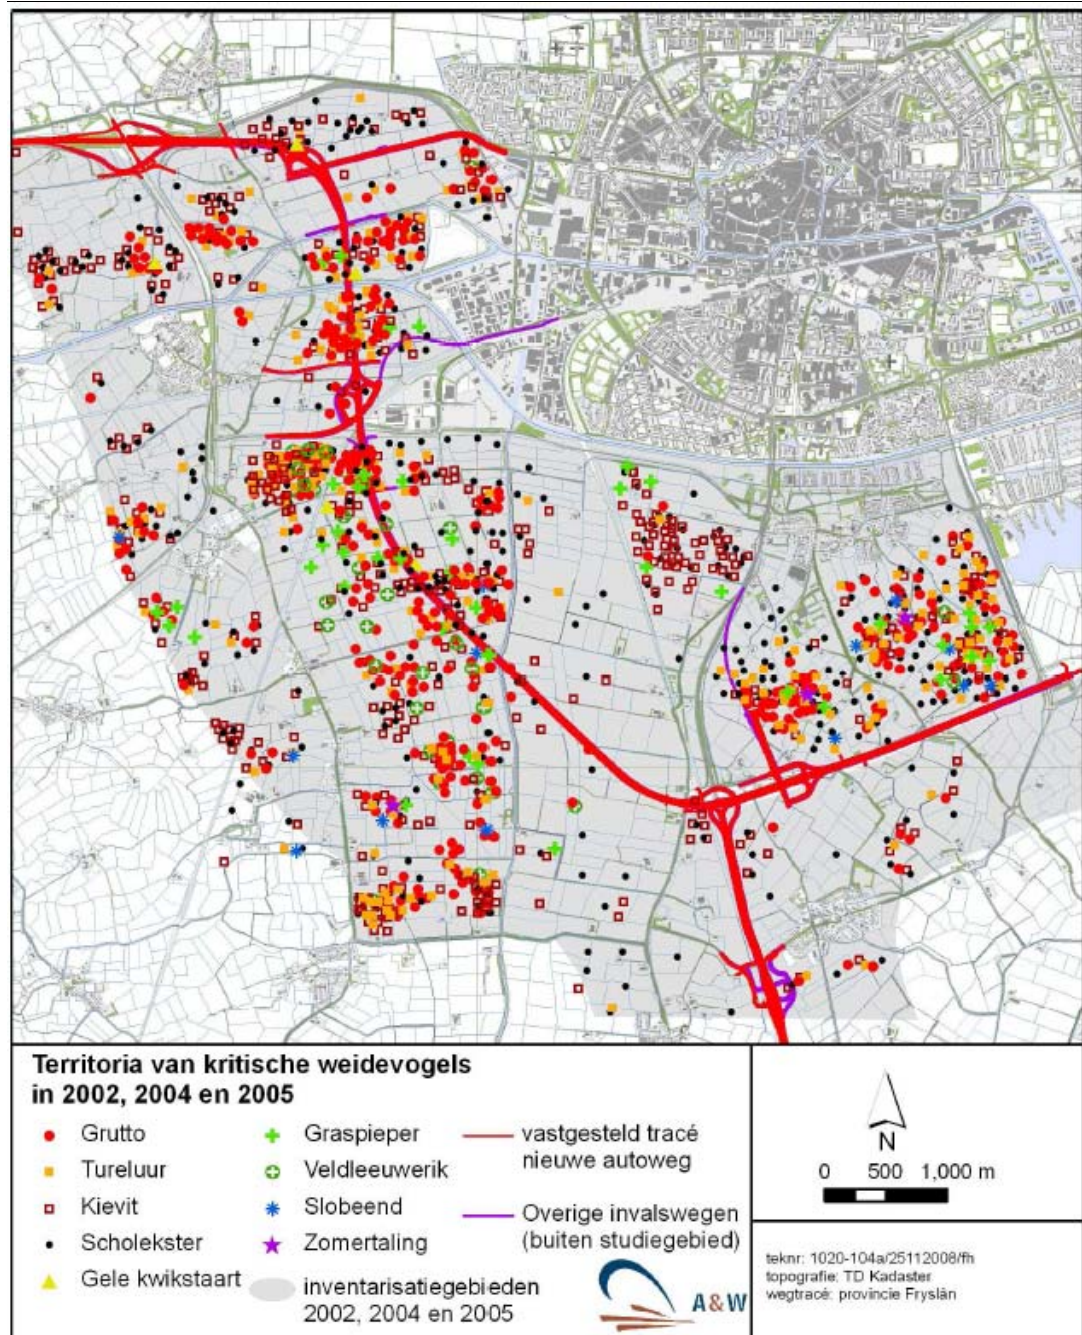 Territoria van kritische weidevogels
in 2002, 2004 en 2005
Grutto
Tureluur
Kievit
Scholekster
Gele kwikstaart
Graspieper
Veldleeuwerik
Slobeend
Zomertaling
inventarisatiegebieden
2002, 2004 en 2005
vastgesteld tracé
nieuwe autoweg
Overige invalswegen
(buiten studiegebied)
A&W
N
0 500 1,000 m
teknr: 1020-104a/25112008/fh
topografie: TD Kadaster
wegtracé: provincie Fryslân